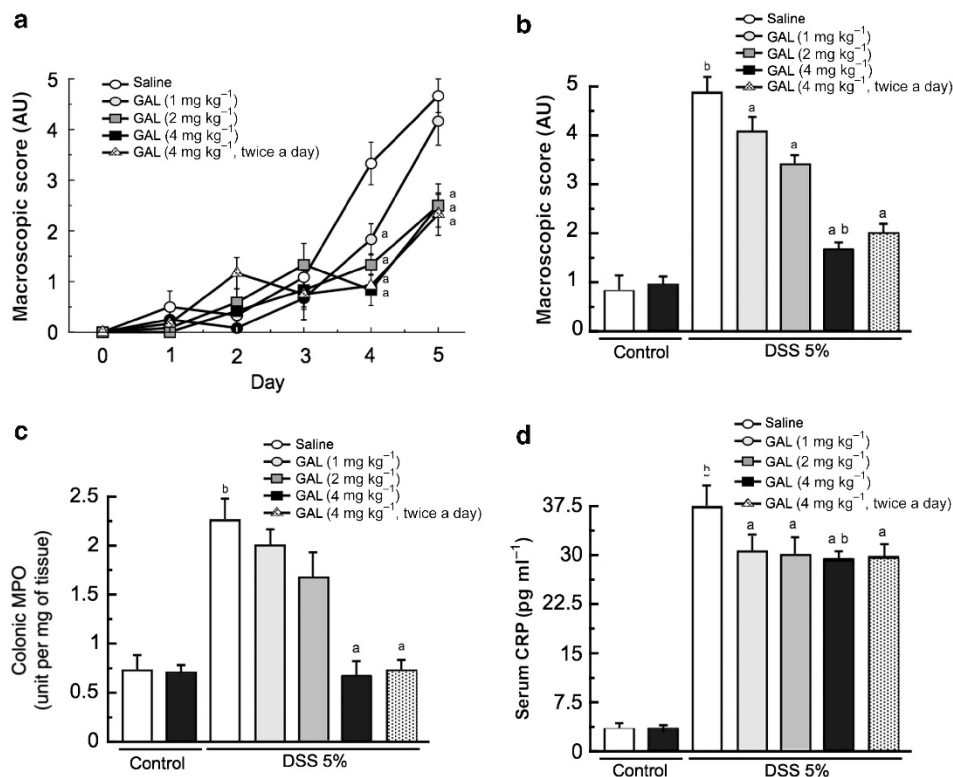 a
Saline
GAL (1 mg kg⁻¹)
GAL (2 mg kg⁻¹)
GAL (4 mg kg⁻¹)
GAL (4 mg kg⁻¹, twice a day)
Macroscopic score (AU)
5
4
3
2
1
0
a
a
a
a
a
a
a
0 1 2 3 4 5
Day
b
Saline
GAL (1 mg kg⁻¹)
GAL (2 mg kg⁻¹)
GAL (4 mg kg⁻¹)
GAL (4 mg kg⁻¹, twice a day)
Macroscopic score (AU)
5
4
3
2
1
0
b
a
a
a b
a
Control DSS 5%
c
Saline
GAL (1 mg kg⁻¹)
GAL (2 mg kg⁻¹)
GAL (4 mg kg⁻¹)
GAL (4 mg kg⁻¹, twice a day)
Colonic MPO
(unit per mg of tissue)
2.5
2
1.5
1
0.5
0
b
a
a
Control DSS 5%
d
Saline
GAL (1 mg kg⁻¹)
GAL (2 mg kg⁻¹)
GAL (4 mg kg⁻¹)
GAL (4 mg kg⁻¹, twice a day)
Serum CRP (pg ml⁻¹)
37.5
30
22.5
15
7.5
0
b
a
a
a b
a
Control DSS 5%